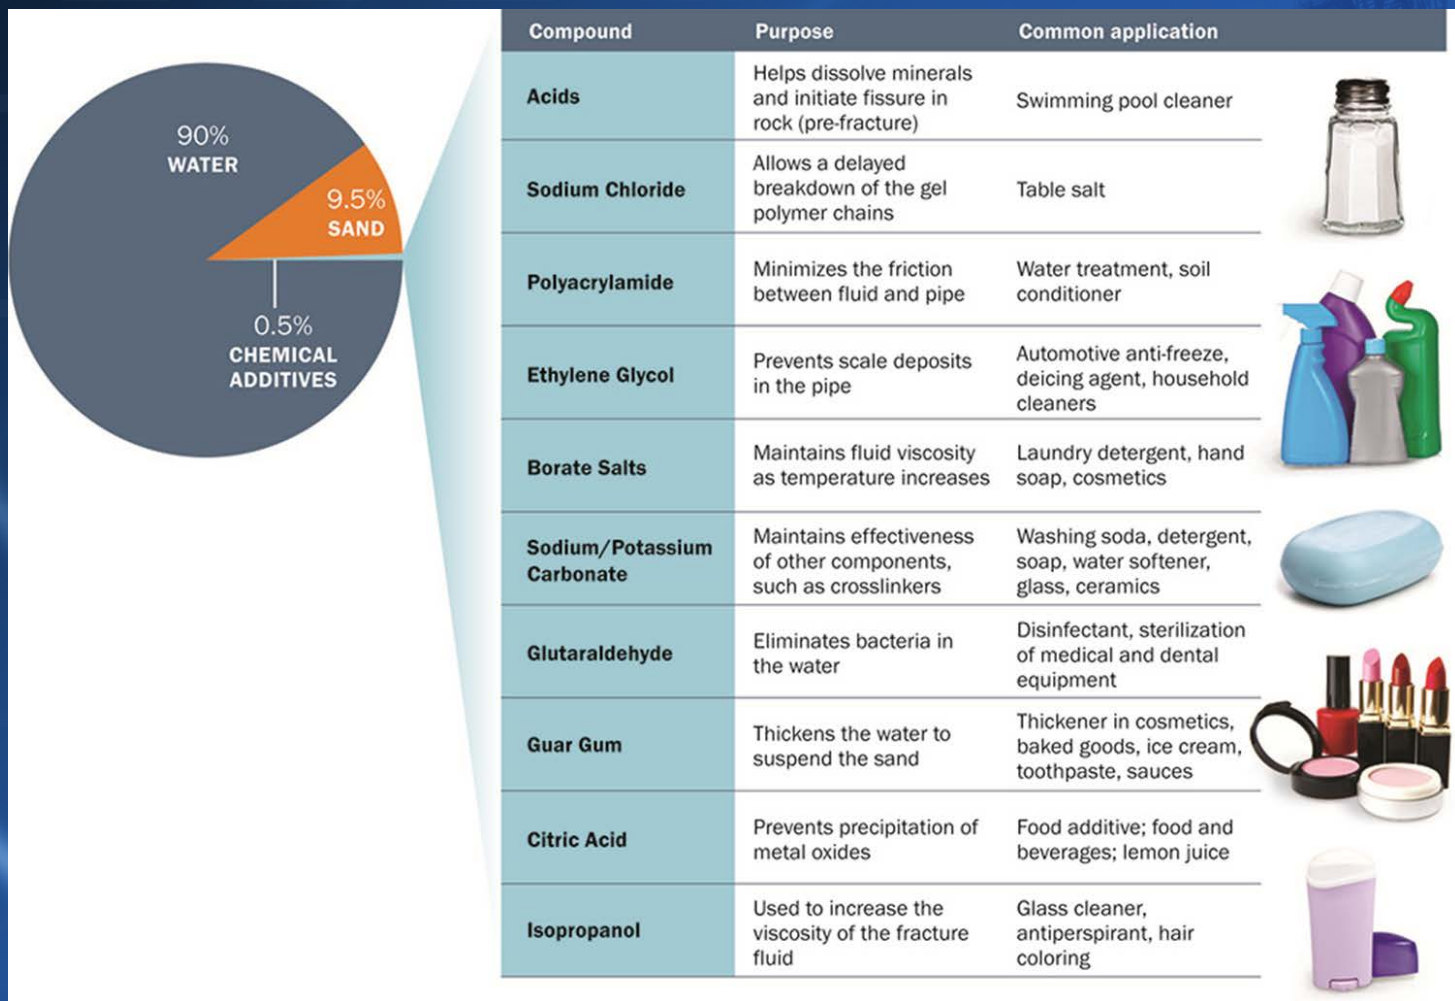 90%
WATER
9.5%
SAND
0.5%
CHEMICAL
ADDITIVES
Compound Purpose Common application
Acids
Helps dissolve minerals
and initiate fissure in
rock (pre-fracture)
Swimming pool cleaner
Sodium Chloride
Allows a delayed
breakdown of the gel
polymer chains
Table salt
Polyacrylamide
Minimizes the friction
between fluid and pipe
Water treatment, soil
conditioner
Ethylene Glycol
Prevents scale deposits
in the pipe
Automotive anti-freeze,
deicing agent, household
cleaners
Borate Salts
Maintains fluid viscosity
as temperature increases
Laundry detergent, hand
soap, cosmetics
Sodium/Potassium
Carbonate
Maintains effectiveness
of other components,
such as crosslinkers
Washing soda, detergent,
soap, water softener,
glass, ceramics
Glutaraldehyde
Eliminates bacteria in
the water
Disinfectant, sterilization
of medical and dental
equipment
Guar Gum
Thickens the water to
suspend the sand
Thickener in cosmetics,
baked goods, ice cream,
toothpaste, sauces
Citric Acid
Prevents precipitation of
metal oxides
Food additive; food and
beverages; lemon juice
Isopropanol
Used to increase the
viscosity of the fracture
fluid
Glass cleaner,
antiperspirant, hair
coloring